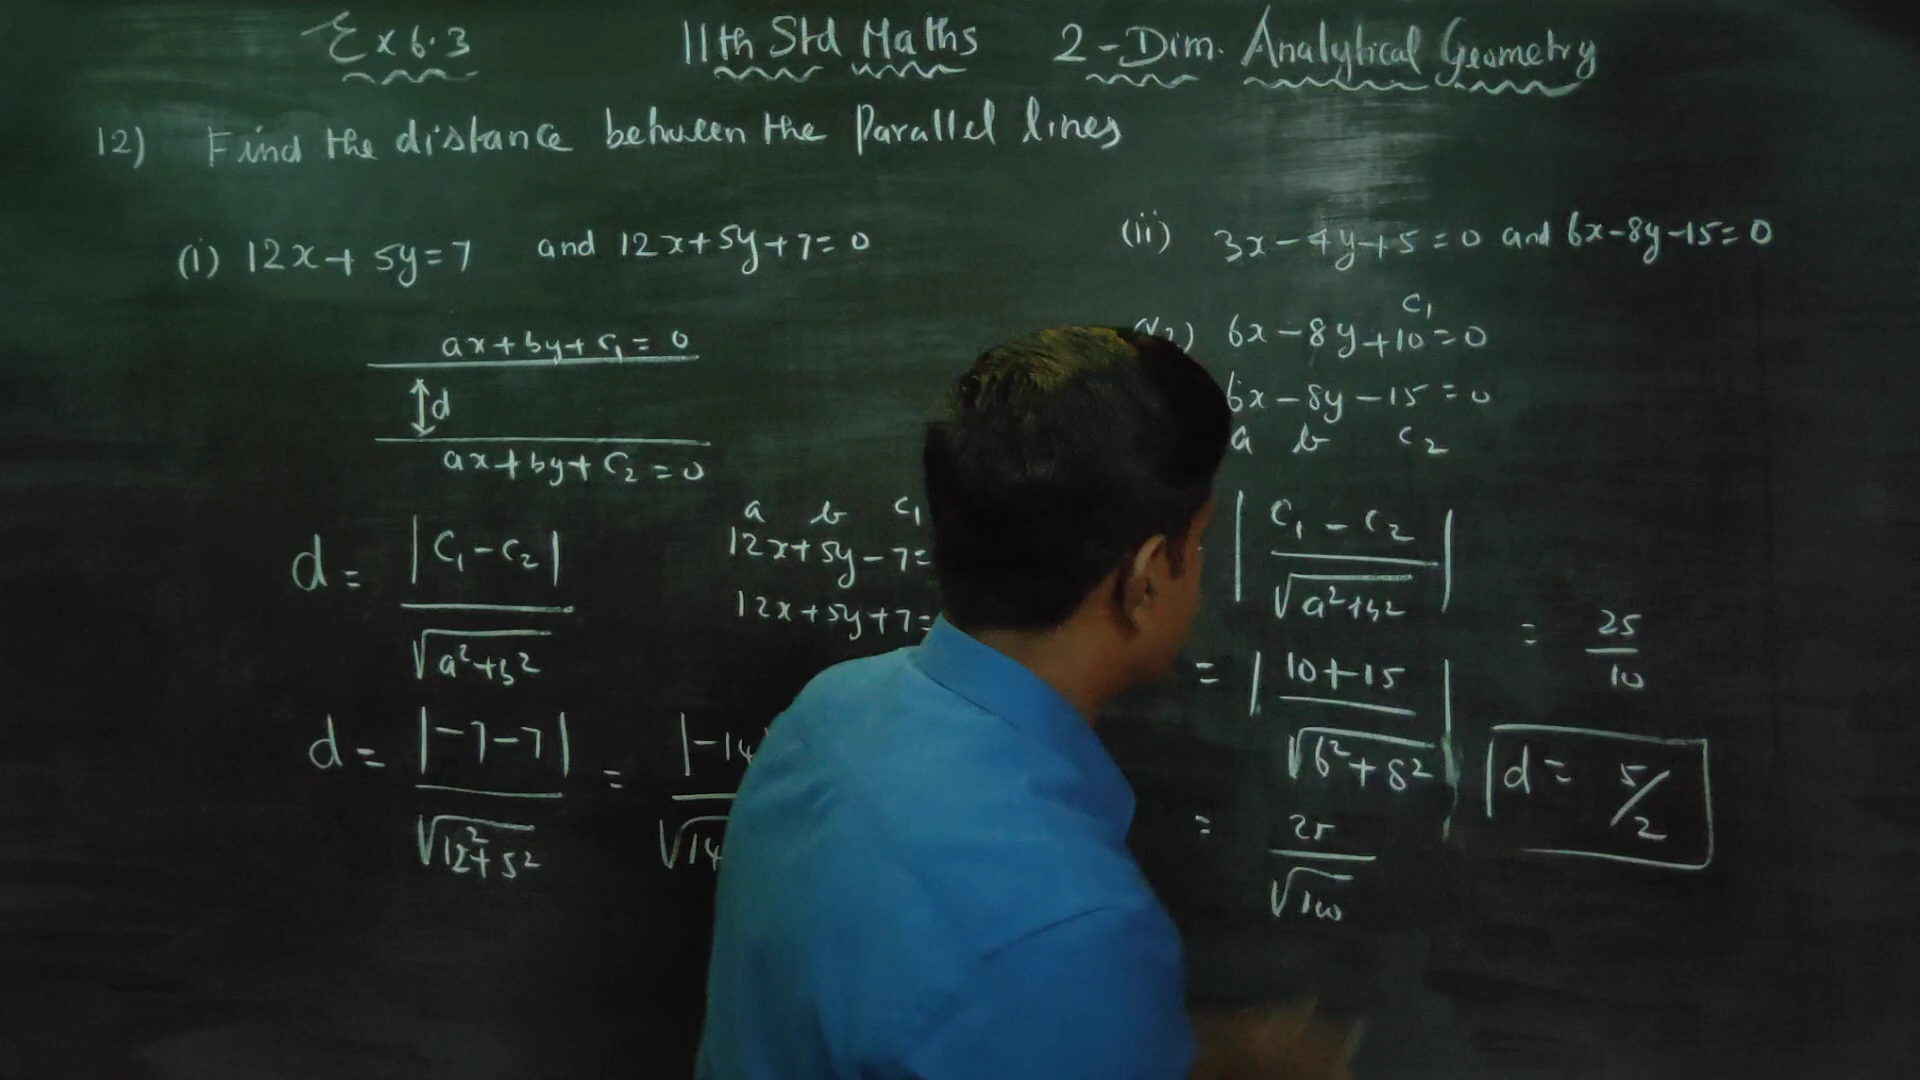 Ex 6.3 11th Std Maths 2-Dim. Analytical Geometry
12) Find the distance between the Parallel lines
(i) 12x+5y=7 and 12x+5y+7=0
ax+by+c₁=0
d
ax+by+c₂=0
d = |c₁-c₂| / √a²+b²
a b c₁
12x+5y-7=
12x+5y+7=
d = |-7-7| / √12²+5² = |-14 / √14
(ii) 3x-4y+5=0 and 6x-8y-15=0
c₁
6x-8y+10=0
6x-8y-15=0
a b c₂
| c₁-c₂ / √a²+b² |
= | 10+15 / √6²+8² |
= 25 / √100
= 25 / 10
d = 5/2